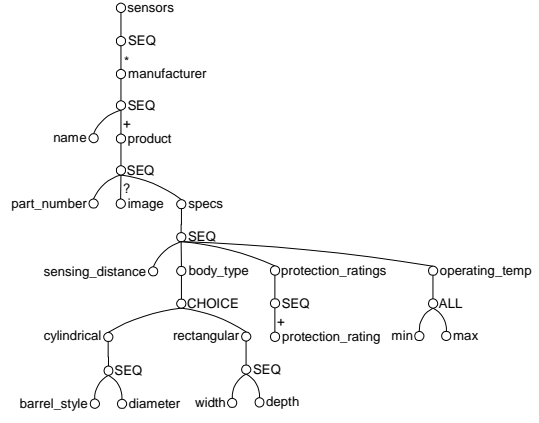 sensors
SEQ
*
manufacturer
SEQ
+
name product
SEQ
?
part_number image specs
SEQ
sensing_distance body_type protection_ratings operating_temp
CHOICE SEQ ALL
+
cylindrical rectangular protection_rating min max
SEQ SEQ
barrel_style diameter width depth